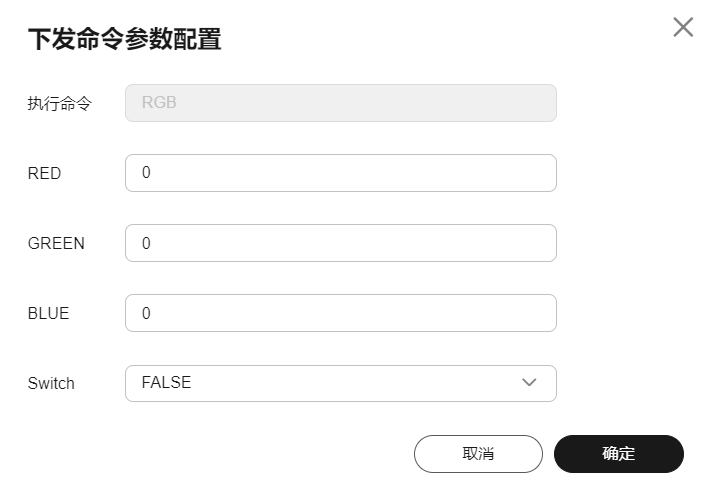 下发命令参数配置
执行命令 RGB
RED 0
GREEN 0
BLUE 0
Switch FALSE
取消 确定